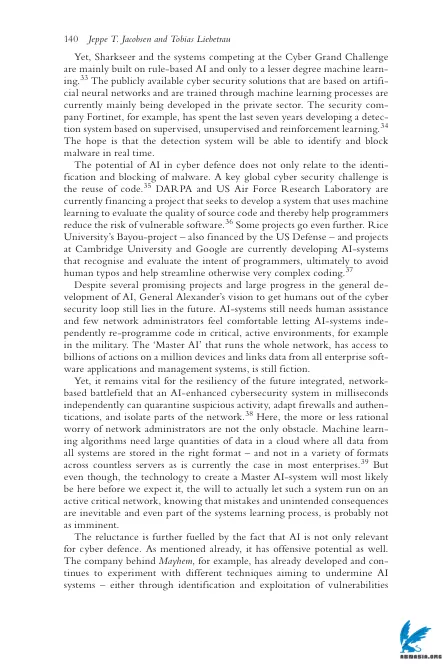 140 Jeppe T. Jacobsen and Tobias Liebetrau
Yet, Sharkseer and the systems competing at the Cyber Grand Challenge
are mainly built on rule-based AI and only to a lesser degree machine learn-
ing.33 The publicly available cyber security solutions that are based on artifi-
cial neural networks and are trained through machine learning processes are
currently mainly being developed in the private sector. The security com-
pany Fortinet, for example, has spent the last seven years developing a detec-
tion system based on supervised, unsupervised and reinforcement learning.34
The hope is that the detection system will be able to identify and block
malware in real time.
The potential of AI in cyber defence does not only relate to the identi-
fication and blocking of malware. A key global cyber security challenge is
the reuse of code.35 DARPA and US Air Force Research Laboratory are
currently financing a project that seeks to develop a system that uses machine
learning to evaluate the quality of source code and thereby help programmers
reduce the risk of vulnerable software.36 Some projects go even further. Rice
University's Bayou-project – also financed by the US Defense – and projects
at Cambridge University and Google are currently developing AI-systems
that recognise and evaluate the intent of programmers, ultimately to avoid
human typos and help streamline otherwise very complex coding.37
Despite several promising projects and large progress in the general de-
velopment of AI, General Alexander's vision to get humans out of the cyber
security loop still lies in the future. AI-systems still needs human assistance
and few network administrators feel comfortable letting AI-systems inde-
pendently re-programme code in critical, active environments, for example
in the military. The 'Master AI' that runs the whole network, has access to
billions of actions on a million devices and links data from all enterprise soft-
ware applications and management systems, is still fiction.
Yet, it remains vital for the resiliency of the future integrated, network-
based battlefield that an AI-enhanced cybersecurity system in milliseconds
independently can quarantine suspicious activity, adapt firewalls and authen-
tications, and isolate parts of the network.38 Here, the more or less rational
worry of network administrators are not the only obstacle. Machine learn-
ing algorithms need large quantities of data in a cloud where all data from
all systems are stored in the right format – and not in a variety of formats
across countless servers as is currently the case in most enterprises.39 But
even though, the technology to create a Master AI-system will most likely
be here before we expect it, the will to actually let such a system run on an
active critical network, knowing that mistakes and unintended consequences
are inevitable and even part of the systems learning process, is probably not
as imminent.
The reluctance is further fuelled by the fact that AI is not only relevant
for cyber defence. As mentioned already, it has offensive potential as well.
The company behind Mayhem, for example, has already developed and con-
tinues to experiment with different techniques aiming to undermine AI
systems – either through identification and exploitation of vulnerabilities